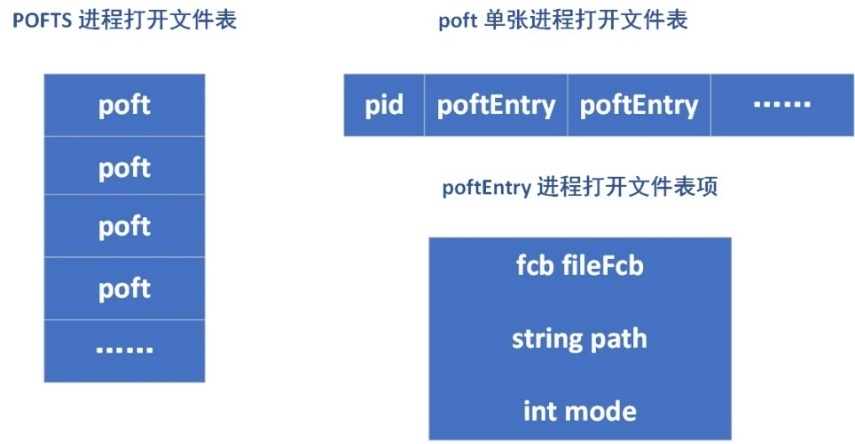 POFTS 进程打开文件表
poft
poft
poft
poft
······
poft 单张进程打开文件表
pid poftEntry poftEntry ······
poftEntry 进程打开文件表项
fcb fileFcb
string path
int mode